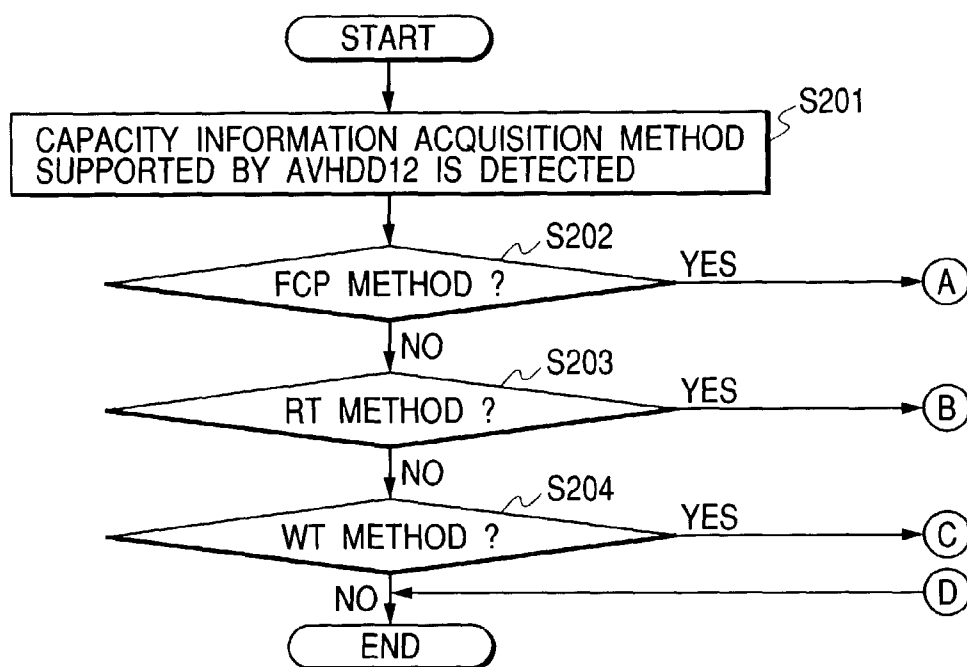 START
S201
CAPACITY INFORMATION ACQUISITION METHOD
SUPPORTED BY AVHDD12 IS DETECTED
S202
FCP METHOD ?
YES
A
NO
S203
RT METHOD ?
YES
B
NO
S204
WT METHOD ?
YES
C
NO
D
END